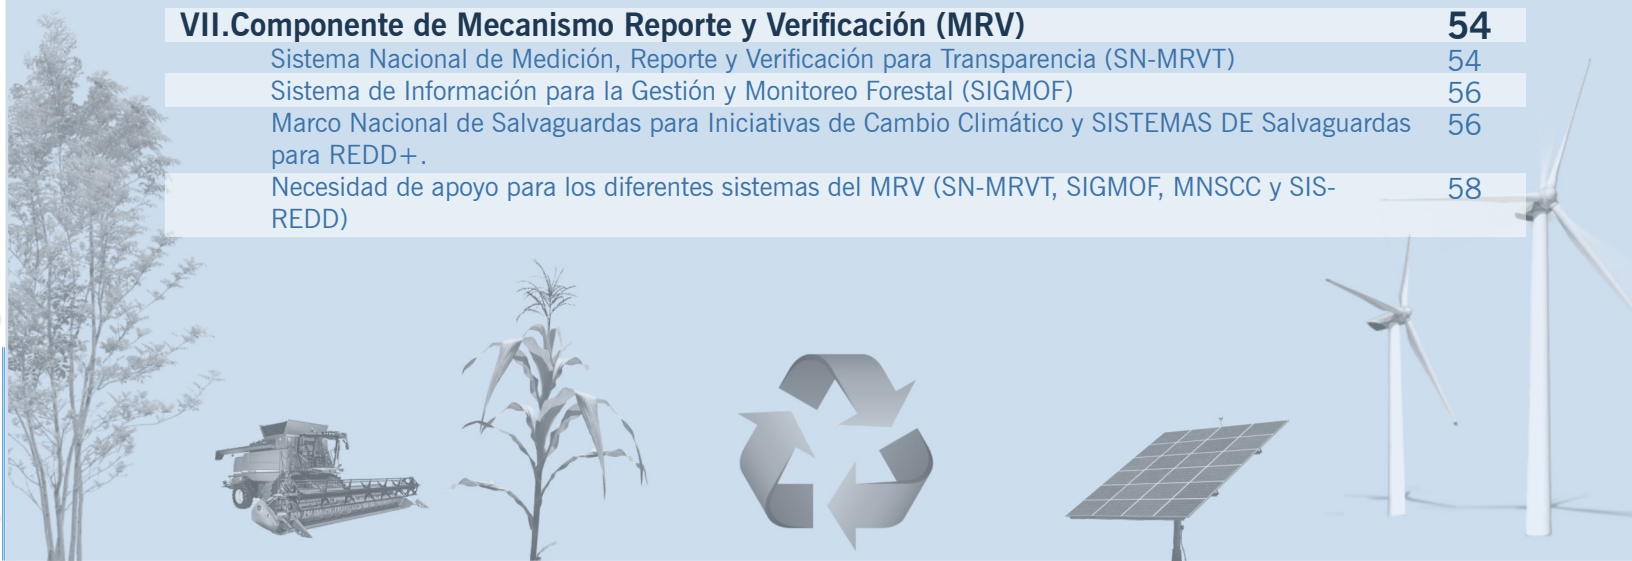 VII.Componente de Mecanismo Reporte y Verificación (MRV) 54
Sistema Nacional de Medición, Reporte y Verificación para Transparencia (SN-MRVT) 54
Sistema de Información para la Gestión y Monitoreo Forestal (SIGMOF) 56
Marco Nacional de Salvaguardas para Iniciativas de Cambio Climático y SISTEMAS DE Salvaguardas 56
para REDD+.
Necesidad de apoyo para los diferentes sistemas del MRV (SN-MRVT, SIGMOF, MNSCC y SIS- 58
REDD)